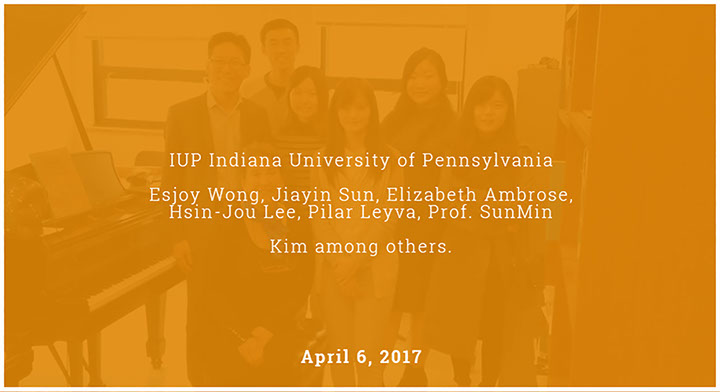 IUP Indiana University of Pennsylvania
Esjoy Wong, Jiayin Sun, Elizabeth Ambrose,
Hsin-Jou Lee, Pilar Leyva, Prof. SunMin
Kim among others.
April 6, 2017